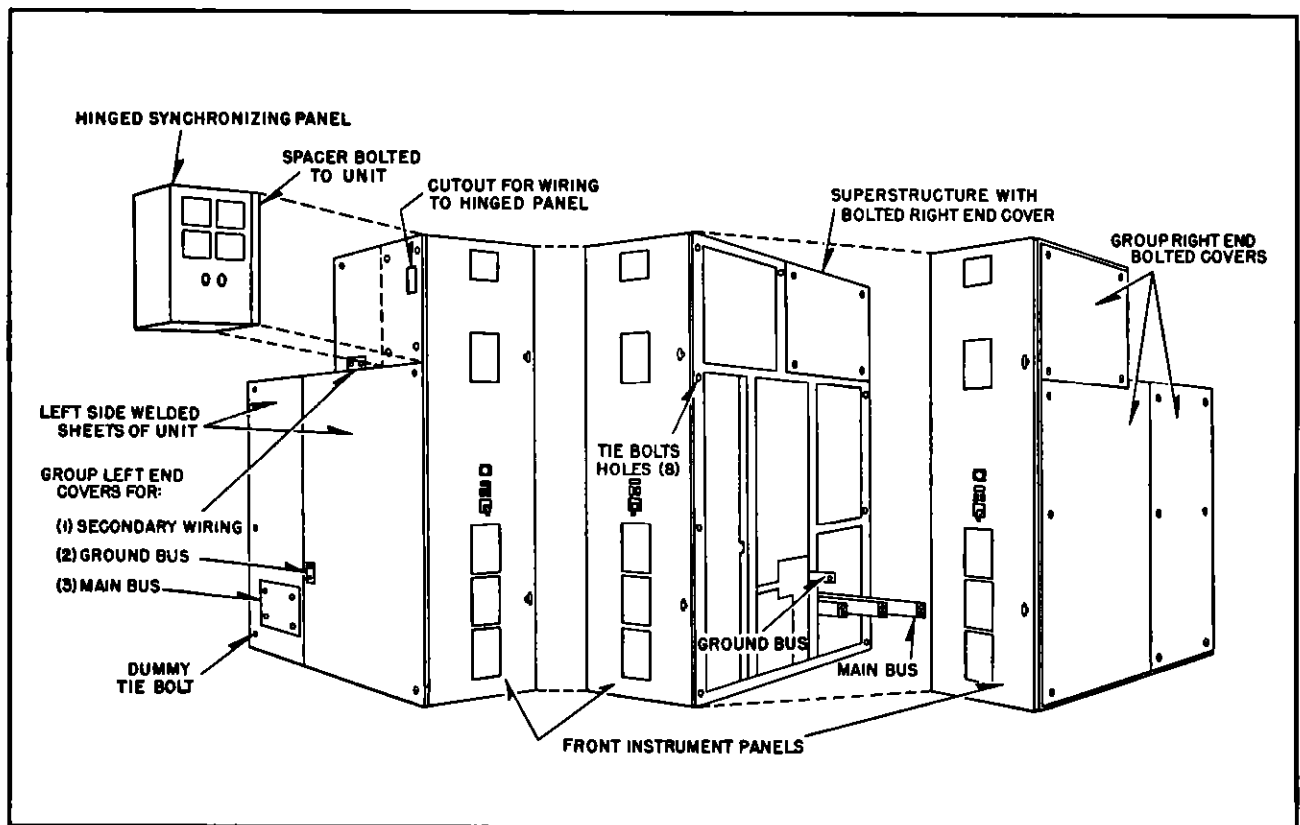 HINGED SYNCHRONIZING PANEL
SPACER BOLTED
TO UNIT
CUTOUT FOR WIRING
TO HINGED PANEL
SUPERSTRUCTURE WITH
BOLTED RIGHT END COVER
GROUP RIGHT END
BOLTED COVERS
LEFT SIDE WELDED
SHEETS OF UNIT
GROUP LEFT END
COVERS FOR:
(1) SECONDARY WIRING
(2) GROUND BUS
(3) MAIN BUS
DUMMY
TIE BOLT
TIE BOLTS
HOLES (8)
GROUND BUS
MAIN BUS
FRONT INSTRUMENT PANELS